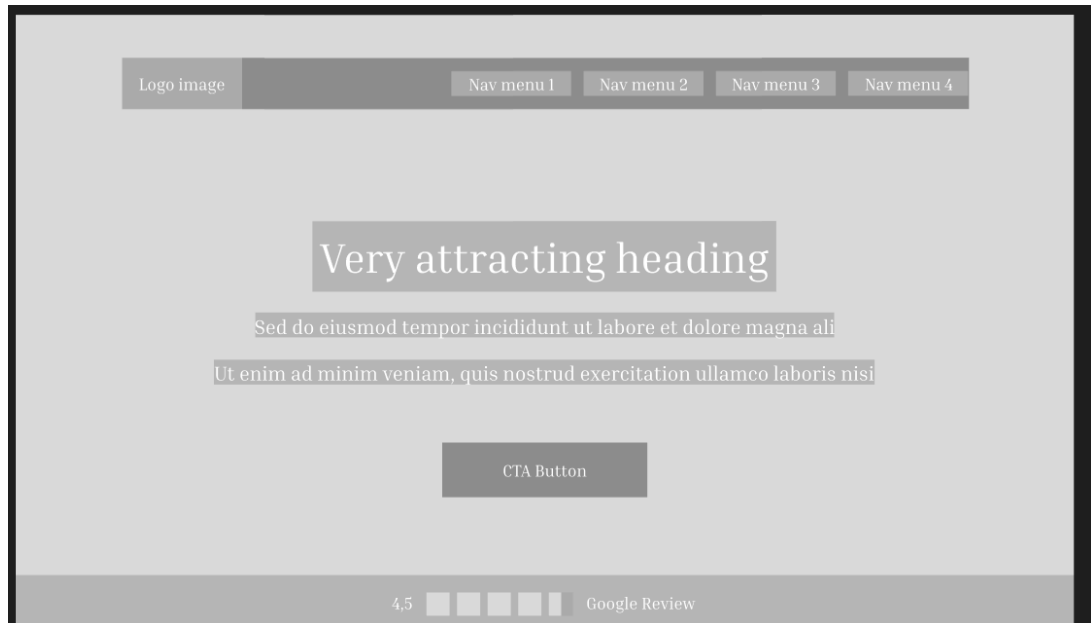 Logo image Nav menu 1 Nav menu 2 Nav menu 3 Nav menu 4
Very attracting heading
Sed do eiusmod tempor incididunt ut labore et dolore magna ali
Ut enim ad minim veniam, quis nostrud exercitation ullamco laboris nisi
CTA Button
4,5 Google Review